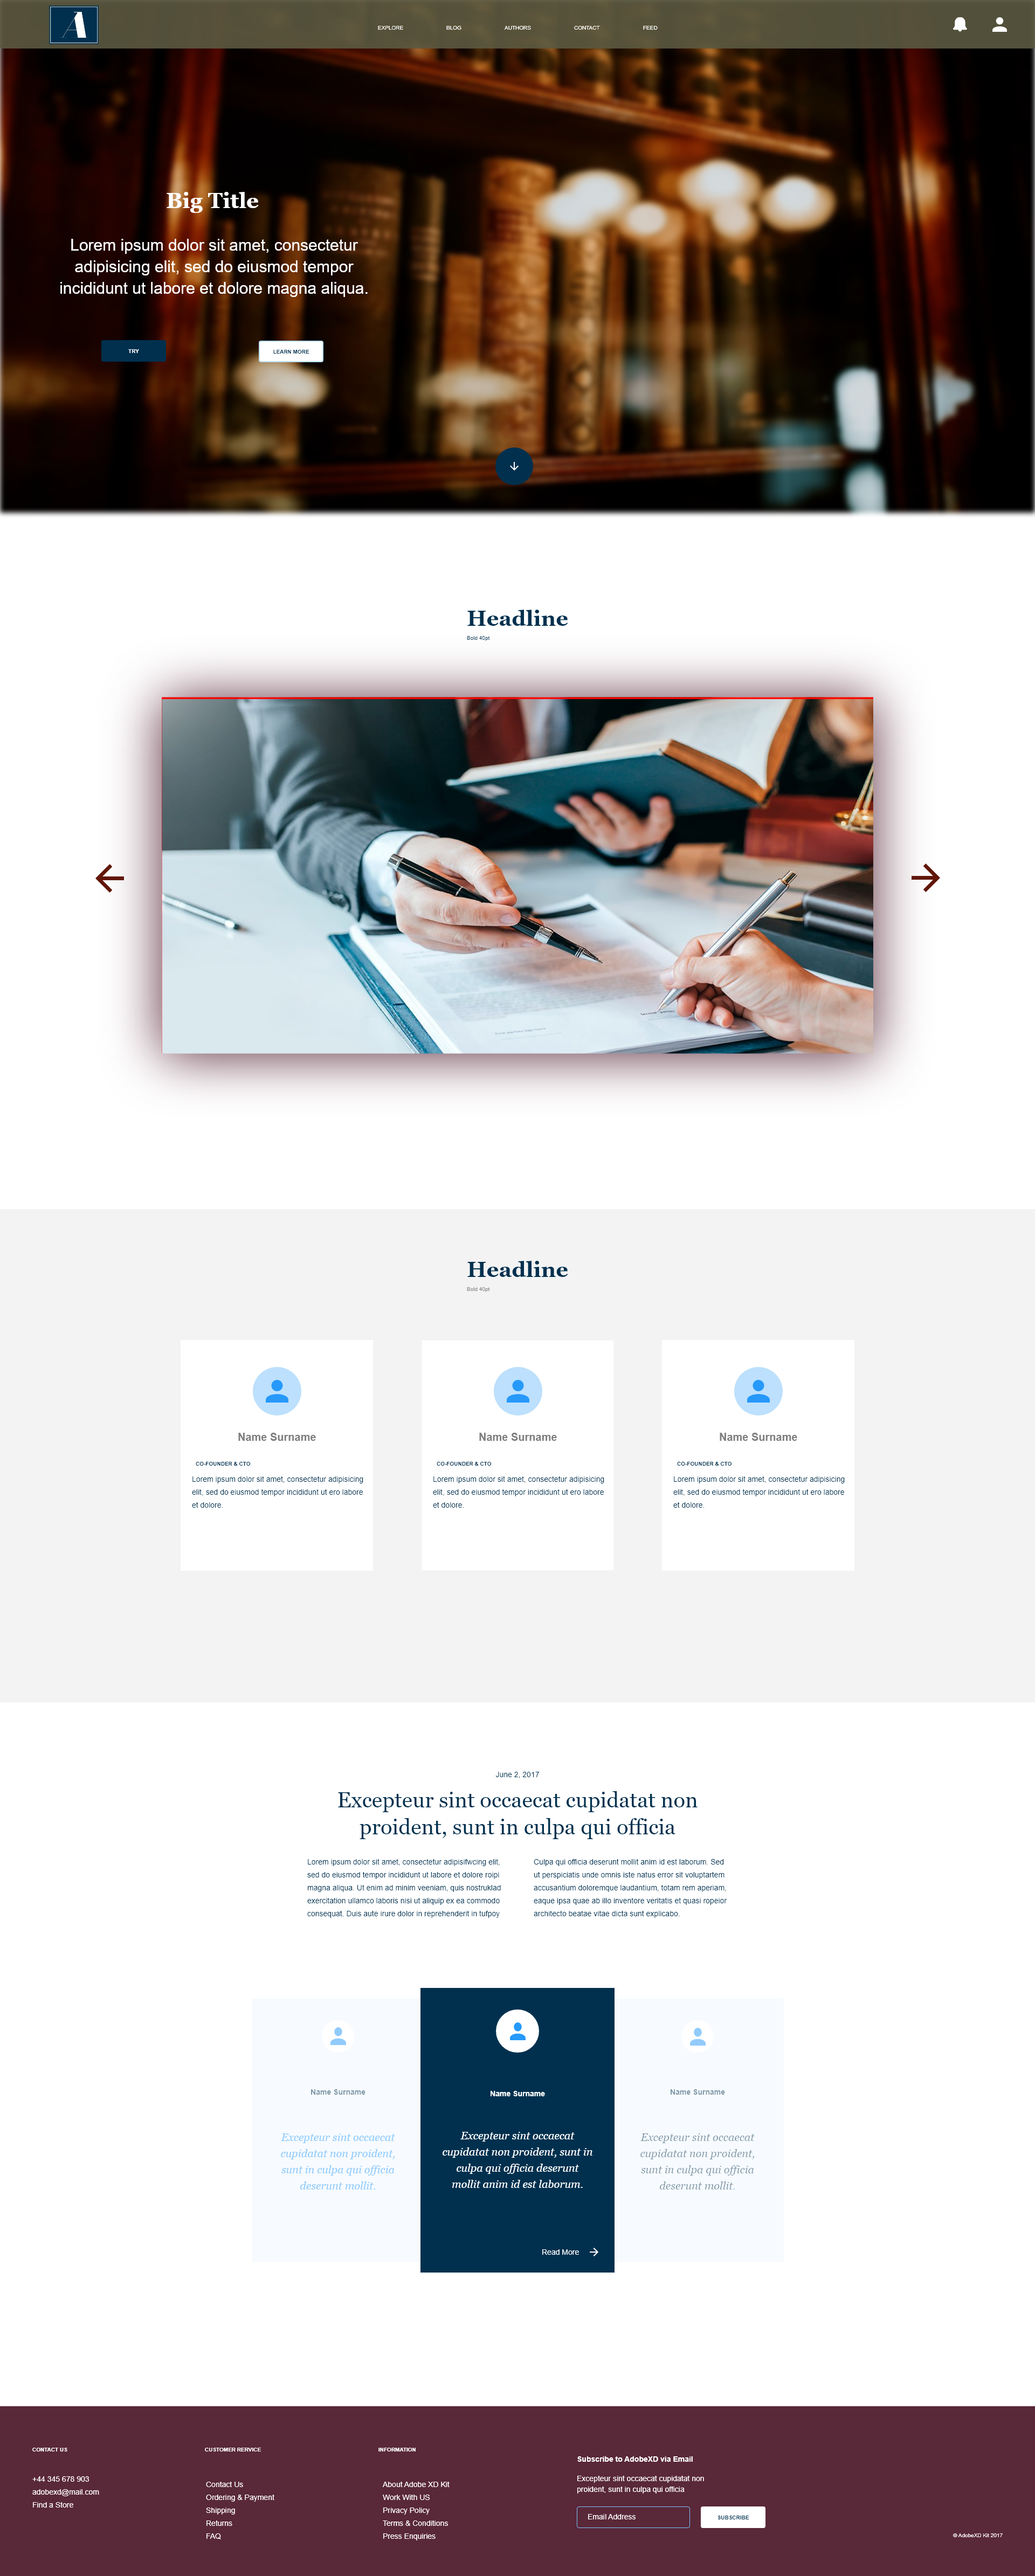 A
EXPLORE BLOG AUTHORS CONTACT FEED
Big Title
Lorem ipsum dolor sit amet, consectetur
adipisicing elit, sed do eiusmod tempor
incididunt ut labore et dolore magna aliqua.
TRY LEARN MORE
Headline
Bold 40pt
Headline
Bold 40pt
Name Surname
CO-FOUNDER & CTO
Lorem ipsum dolor sit amet, consectetur adipisicing
elit, sed do eiusmod tempor incididunt ut ero labore
et dolore.
Name Surname
CO-FOUNDER & CTO
Lorem ipsum dolor sit amet, consectetur adipisicing
elit, sed do eiusmod tempor incididunt ut ero labore
et dolore.
Name Surname
CO-FOUNDER & CTO
Lorem ipsum dolor sit amet, consectetur adipisicing
elit, sed do eiusmod tempor incididunt ut ero labore
et dolore.
June 2, 2017
Excepteur sint occaecat cupidatat non
proident, sunt in culpa qui officia
Lorem ipsum dolor sit amet, consectetur adipisifwcing elit,
sed do eiusmod tempor incididunt ut labore et dolore roipi
magna aliqua. Ut enim ad minim veeniam, quis nostruklad
exercitation ullamco laboris nisi ut aliquip ex ea commodo
consequat. Duis aute irure dolor in reprehenderit in tufpoy
Culpa qui officia deserunt mollit anim id est laborum. Sed
ut perspiciatis unde omnis iste natus error sit voluptartem
accusantium doloremque laudantium, totam rem aperiam,
eaque ipsa quae ab illo inventore ventatis et quasi ropeior
architecto beatae vitae dicta sunt explicabo.
Name Surname
Excepteur sint occaecat
cupidatat non proident,
sunt in culpa qui officia
deserunt mollit.
Name Surname
Excepteur sint occaecat
cupidatat non proident, sunt in
culpa qui officia deserunt
mollit anim id est laborum.
Read More
Name Surname
Excepteur sint occaecat
cupidatat non proident,
sunt in culpa qui officia
deserunt mollit.
CONTACT US
+44 345 678 903
adobexd@mail.com
Find a Store
CUSTOMER RERVICE
Contact Us
Ordering & Payment
Shipping
Returns
FAQ
INFORMATION
About Adobe XD Kit
Work With US
Privacy Policy
Terms & Conditions
Press Enquiries
Subscribe to AdobeXD via Email
Excepteur sint occaecat cupidatat non
proident, sunt in culpa qui officia
Email Address SUBSCRIBE
© AdobeXD Kit 2017